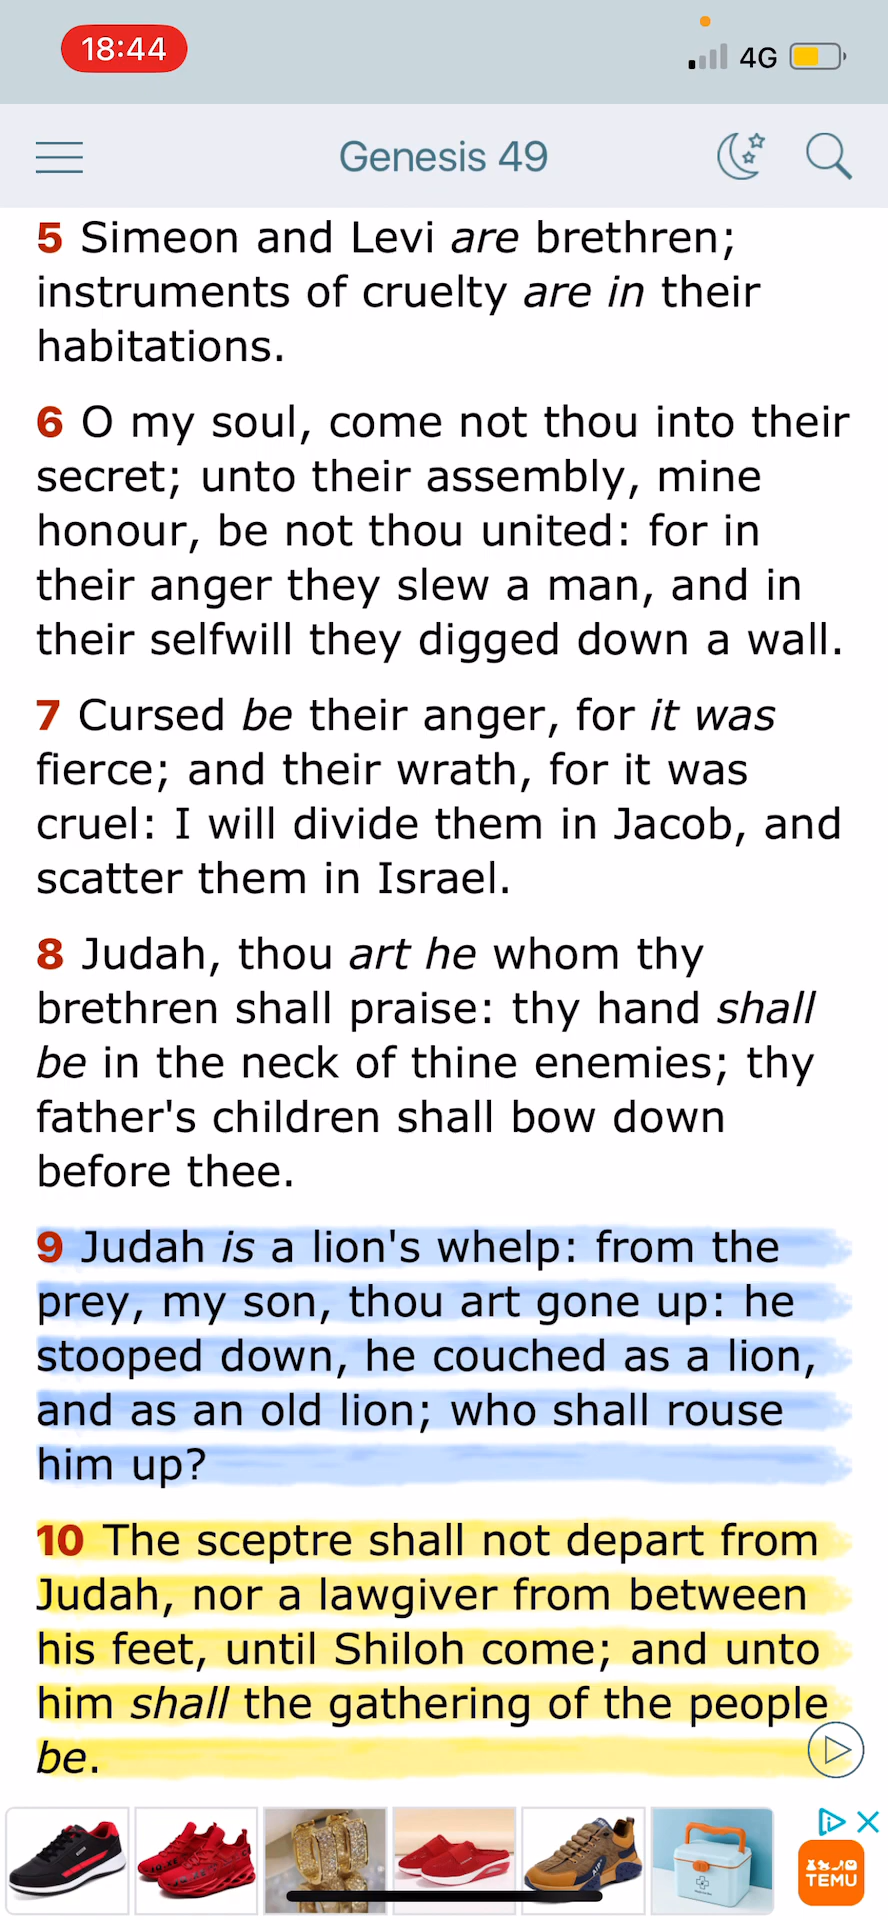 18:44
4G
Genesis 49
5 Simeon and Levi are brethren;
instruments of cruelty are in their
habitations.
6 O my soul, come not thou into their
secret; unto their assembly, mine
honour, be not thou united: for in
their anger they slew a man, and in
their selfwill they digged down a wall.
7 Cursed be their anger, for it was
fierce; and their wrath, for it was
cruel: I will divide them in Jacob, and
scatter them in Israel.
8 Judah, thou art he whom thy
brethren shall praise: thy hand shall
be in the neck of thine enemies; thy
father's children shall bow down
before thee.
9 Judah is a lion's whelp: from the
prey, my son, thou art gone up: he
stooped down, he couched as a lion,
and as an old lion; who shall rouse
him up?
10 The sceptre shall not depart from
Judah, nor a lawgiver from between
his feet, until Shiloh come; and unto
him shall the gathering of the people
be.
TEMU